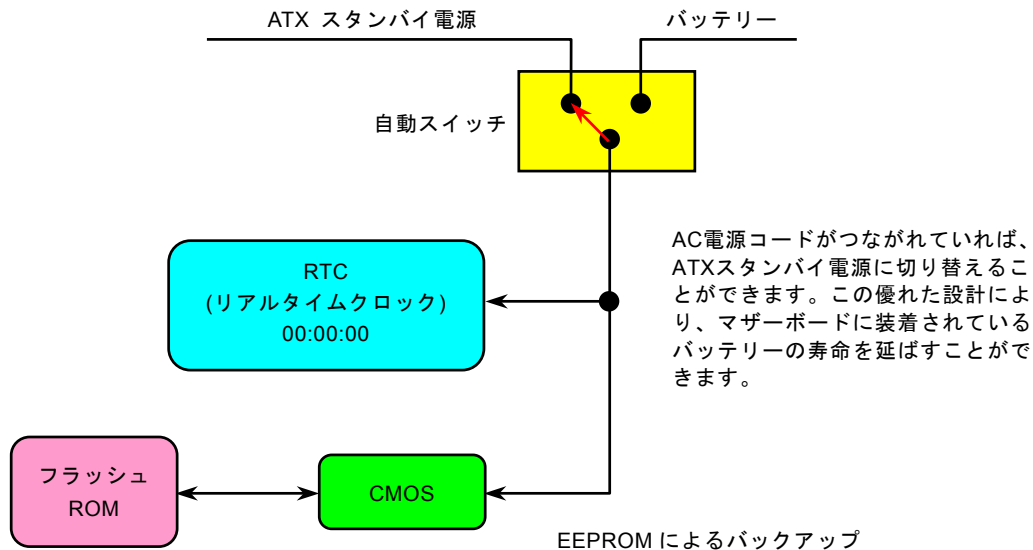 ATX スタンバイ電源
バッテリー
自動スイッチ
AC電源コードがつながれていれば、
ATXスタンバイ電源に切り替えるこ
とができます。この優れた設計によ
り、マザーボードに装着されている
バッテリーの寿命を延ばすことがで
きます。
RTC
(リアルタイムクロック)
00:00:00
フラッシュ
ROM
CMOS
EEPROM によるバックアップ